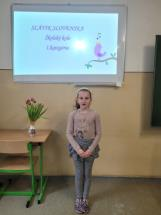 SLÁVIK SLOVENSKA
Školské kolo
I. kategória